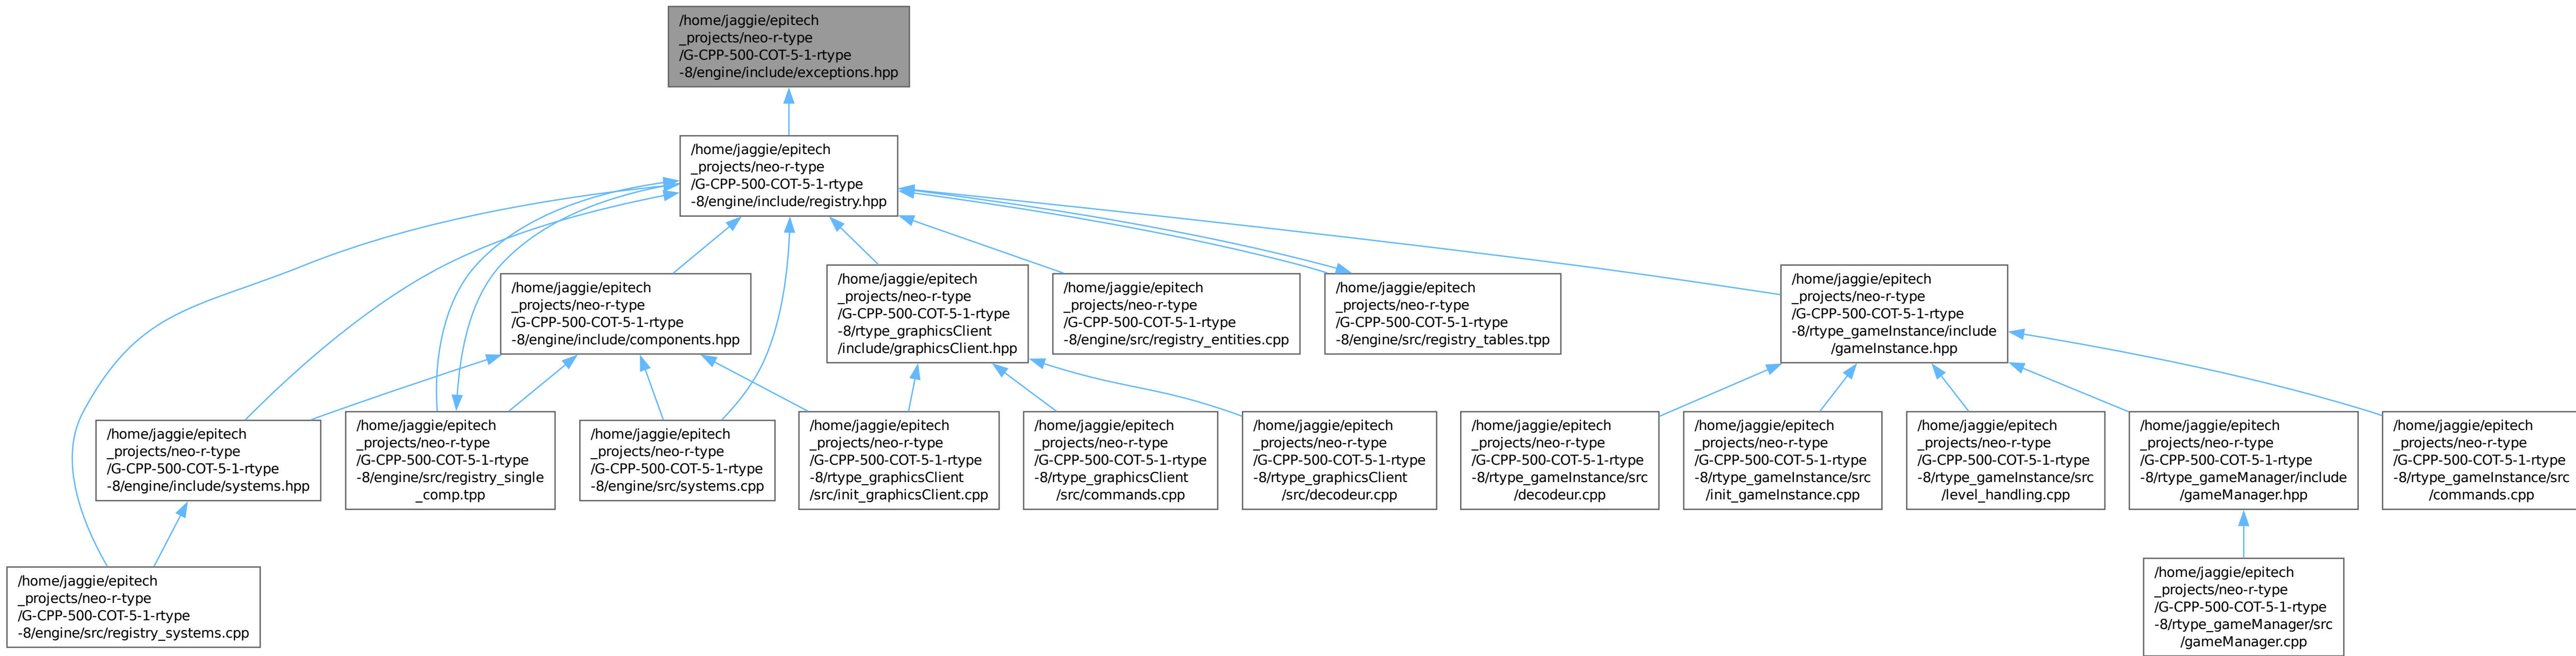 /home/jaggie/epitech
_projects/neo-r-type
/G-CPP-500-COT-5-1-rtype
-8/engine/include/exceptions.hpp
/home/jaggie/epitech
_projects/neo-r-type
/G-CPP-500-COT-5-1-rtype
-8/engine/include/registry.hpp
/home/jaggie/epitech
_projects/neo-r-type
/G-CPP-500-COT-5-1-rtype
-8/engine/include/components.hpp
/home/jaggie/epitech
_projects/neo-r-type
/G-CPP-500-COT-5-1-rtype
-8/rtype_graphicsClient
/include/graphicsClient.hpp
/home/jaggie/epitech
_projects/neo-r-type
/G-CPP-500-COT-5-1-rtype
-8/engine/src/registry_entities.cpp
/home/jaggie/epitech
_projects/neo-r-type
/G-CPP-500-COT-5-1-rtype
-8/engine/src/registry_tables.tpp
/home/jaggie/epitech
_projects/neo-r-type
/G-CPP-500-COT-5-1-rtype
-8/rtype_gameInstance/include
/gameInstance.hpp
/home/jaggie/epitech
_projects/neo-r-type
/G-CPP-500-COT-5-1-rtype
-8/engine/include/systems.hpp
/home/jaggie/epitech
_projects/neo-r-type
/G-CPP-500-COT-5-1-rtype
-8/engine/src/registry_single
_comp.tpp
/home/jaggie/epitech
_projects/neo-r-type
/G-CPP-500-COT-5-1-rtype
-8/engine/src/systems.cpp
/home/jaggie/epitech
_projects/neo-r-type
/G-CPP-500-COT-5-1-rtype
-8/rtype_graphicsClient
/src/init_graphicsClient.cpp
/home/jaggie/epitech
_projects/neo-r-type
/G-CPP-500-COT-5-1-rtype
-8/rtype_graphicsClient
/src/commands.cpp
/home/jaggie/epitech
_projects/neo-r-type
/G-CPP-500-COT-5-1-rtype
-8/rtype_graphicsClient
/src/decodeur.cpp
/home/jaggie/epitech
_projects/neo-r-type
/G-CPP-500-COT-5-1-rtype
-8/rtype_gameInstance/src
/decodeur.cpp
/home/jaggie/epitech
_projects/neo-r-type
/G-CPP-500-COT-5-1-rtype
-8/rtype_gameInstance/src
/init_gameInstance.cpp
/home/jaggie/epitech
_projects/neo-r-type
/G-CPP-500-COT-5-1-rtype
-8/rtype_gameInstance/src
/level_handling.cpp
/home/jaggie/epitech
_projects/neo-r-type
/G-CPP-500-COT-5-1-rtype
-8/rtype_gameManager/include
/gameManager.hpp
/home/jaggie/epitech
_projects/neo-r-type
/G-CPP-500-COT-5-1-rtype
-8/rtype_gameInstance/src
/commands.cpp
/home/jaggie/epitech
_projects/neo-r-type
/G-CPP-500-COT-5-1-rtype
-8/engine/src/registry_systems.cpp
/home/jaggie/epitech
_projects/neo-r-type
/G-CPP-500-COT-5-1-rtype
-8/rtype_gameManager/src
/gameManager.cpp